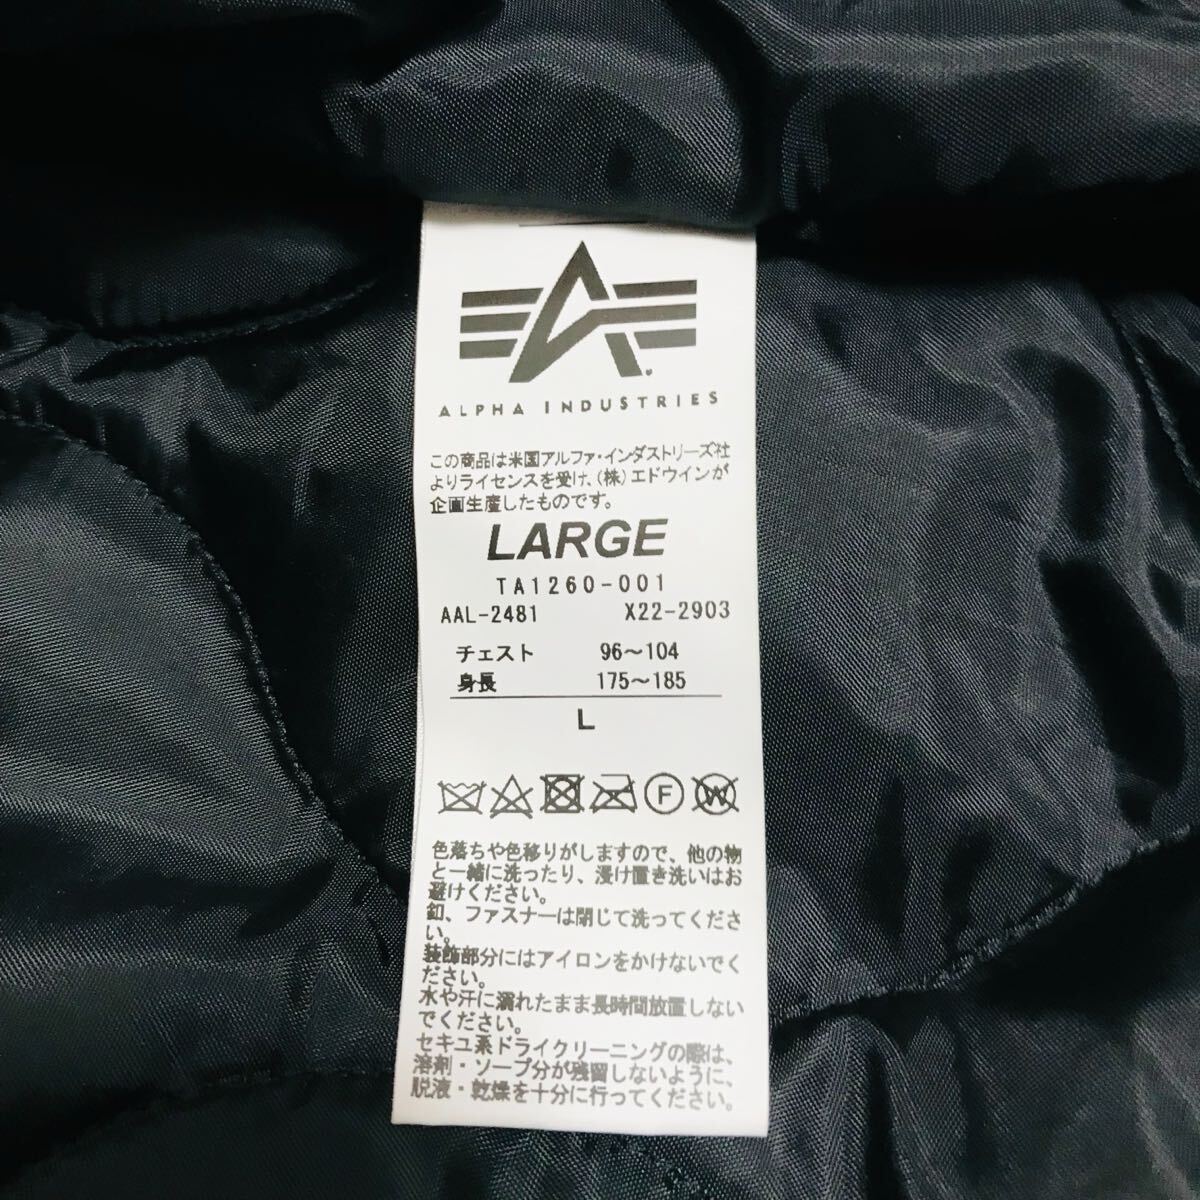 ALPHA INDUSTRIES
この商品は米国アルファ・インダストリーズ社
よりライセンスを受け、(株)エドウインが
企画生産したものです。
LARGE
TA1260-001
AAL-2481 X22-2903
チェスト 96～104
身長 175～185
L
F W
色落ちや色移りがしますので、他の物
と一緒に洗ったり、浸け置き洗いはお
避けください。
釦、ファスナーは閉じて洗ってくださ
い。
装飾部分にはアイロンをかけないでく
ださい。
水や汗に濡れたまま長時間放置しない
でください。
セキユ系ドライクリーニングの際は、
溶剤・ソープ分が残留しないように、
脱液・乾燥を十分に行ってください。